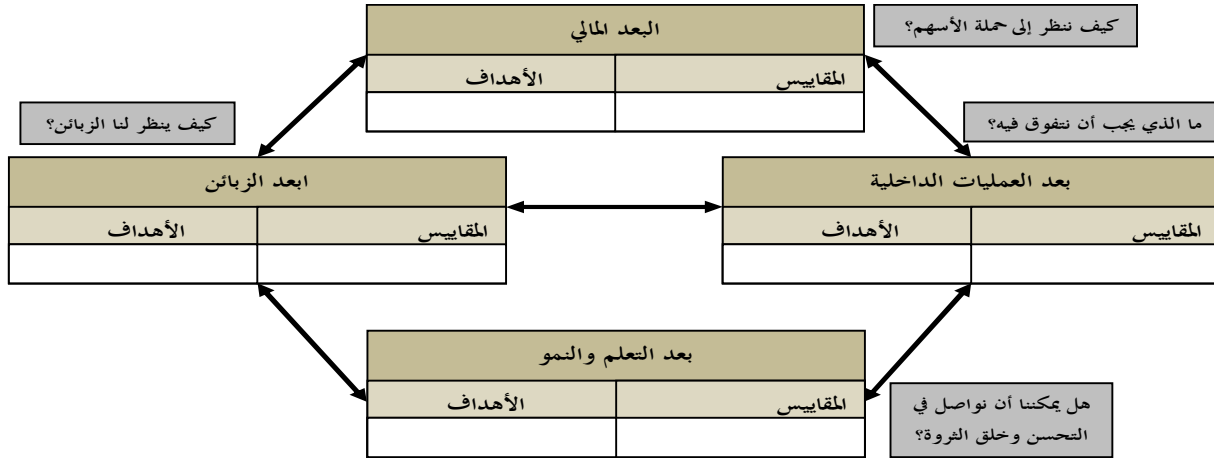 البعد المالي
كيف ننظر إلى حملة الأسهم؟
المقاييس الأهداف
كيف ينظر لنا الزبائن؟
ما الذي يجب أن نتفوق فيه؟
بعد العمليات الداخلية
ابعد الزبائن
المقاييس الأهداف
المقاييس الأهداف
بعد التعلم والنمو
المقاييس الأهداف
هل يمكننا أن نواصل في
التحسن وخلق الثروة؟